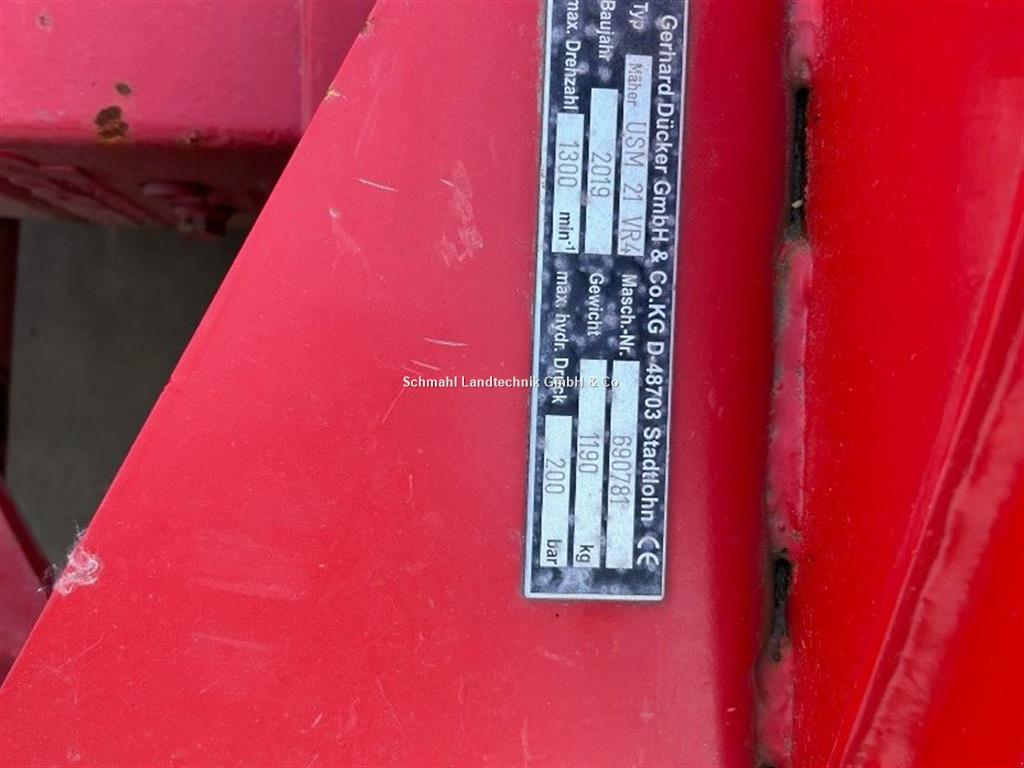 Gerhard Dücker GmbH & Co.KG D-48703 Stadtlohn CE
Typ Mäher USM 21 VR4 Masch.-Nr. 690781
Baujahr 2019 Gewicht 1190 kg
max. Drehzahl 1300 min-1 max. hydr. Druck 200 bar
Schmahl Landtechnik GmbH & Co